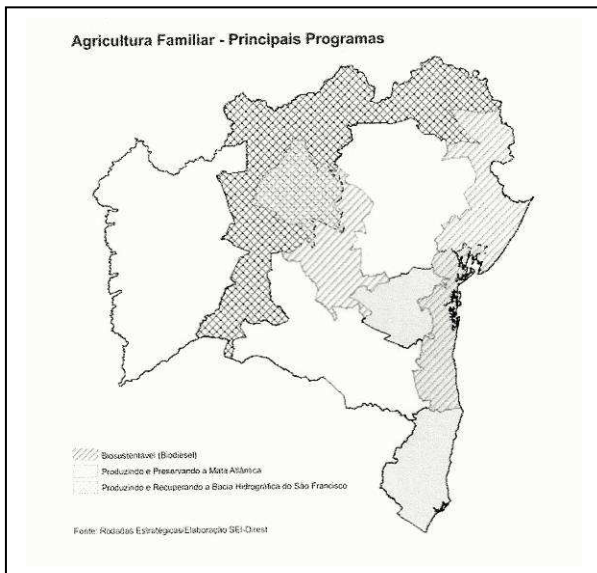 Agricultura Familiar - Principais Programas
Biosustentável (Biodiesel)
Produzindo e Preservando a Mata Atlântica
Produzindo e Recuperando a Bacia Hidrográfica do São Francisco
Fonte: Rodadas Estratégicas/Elaboração SEI-Direst